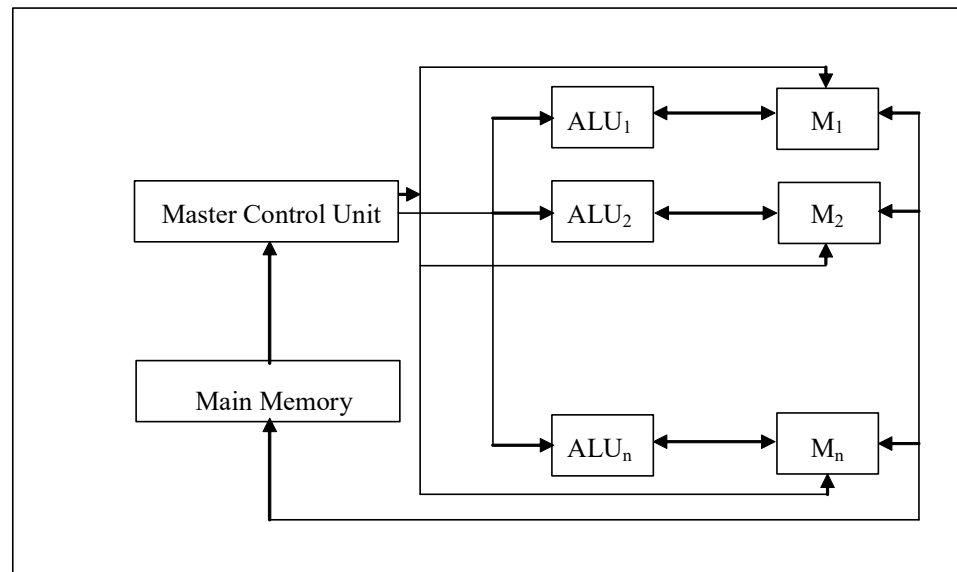 ALU₁
M₁
Master Control Unit
ALU₂
M₂
Main Memory
ALUₙ
Mₙ